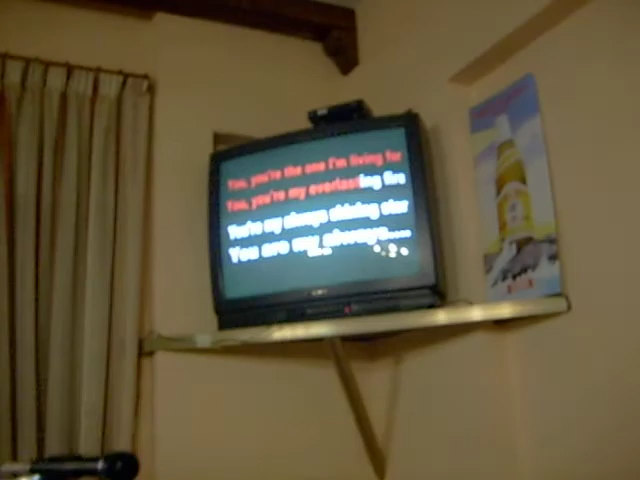 You, you're the one I'm living for
You, you're my everlasting fire
You're my always shining star
You are my always....